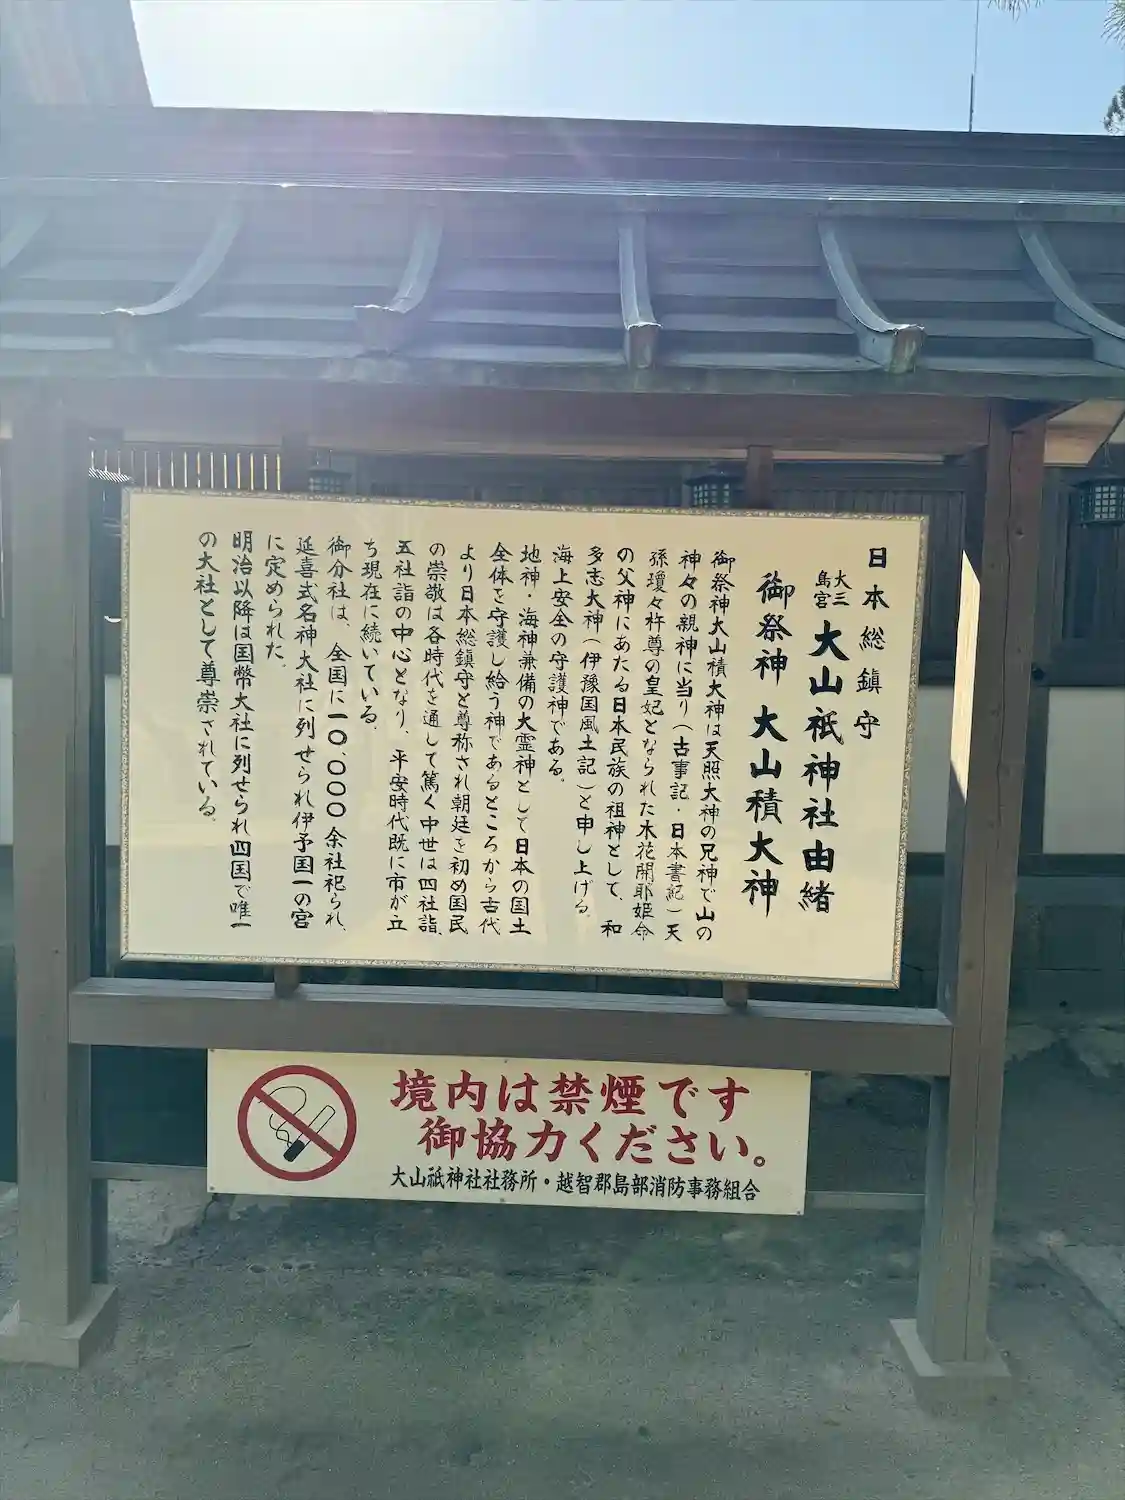 日本総鎮守
大三島宮 大山祇神社由緒
御祭神 大山積大神
御祭神大山積大神は天照大神の兄神で山の
神々の親神に当り(古事記・日本書紀)天
孫瓊々杵尊の皇妃となられた木花開耶姫命
の父神にあたる日本民族の祖神として、和
多志大神(伊豫国風土記)と申し上げる。
海上安全の守護神である。
地神・海神兼備の大霊神として日本の国土
全体を守護し給う神であるところから古代
より日本総鎮守と尊称され朝廷を初め国民
の崇敬は各時代を通して篤く中世は四社詣、
五社詣の中心となり、平安時代既に市が立
ち現在に続いている。
御分社は、全国に一〇、〇〇〇余社祀られ、
延喜式名神大社に列せられ伊予国一の宮
に定められた。
明治以降は国幣大社に列せられ四国で唯一
の大社として尊崇されている。
境内は禁煙です
御協力ください。
大山祇神社社務所・越智郡島部消防事務組合